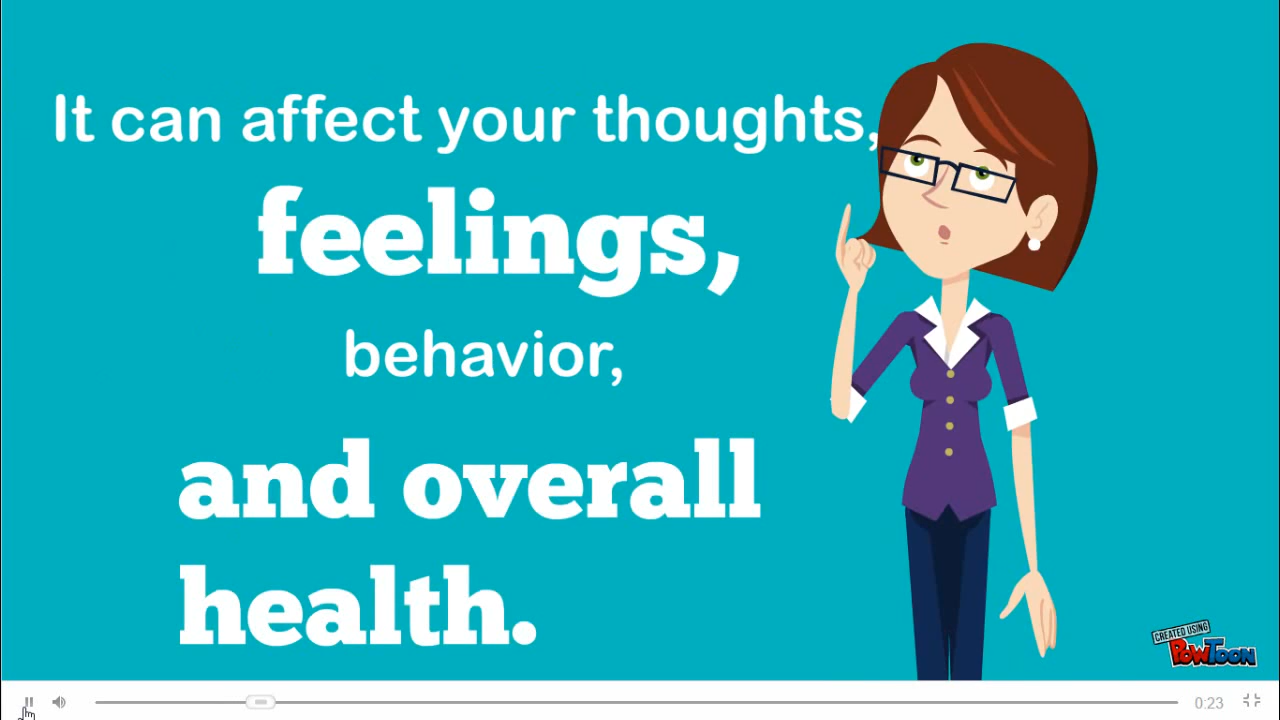 It can affect your thoughts,
feelings,
behavior,
and overall
health.
CREATED USING
PowToon
0:23